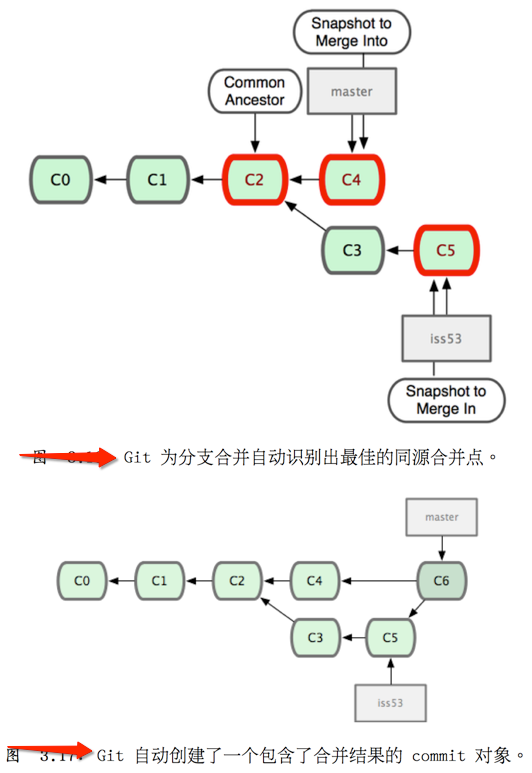 Snapshot to
Merge Into
Common
Ancestor
master
C0 C1 C2 C4
C3 C5
iss53
Snapshot to
Merge In
图 Git 为分支合并自动识别出最佳的同源合并点。
master
C0 C1 C2 C4 C6
C3 C5
iss53
图 3.17. Git 自动创建了一个包含了合并结果的 commit 对象。